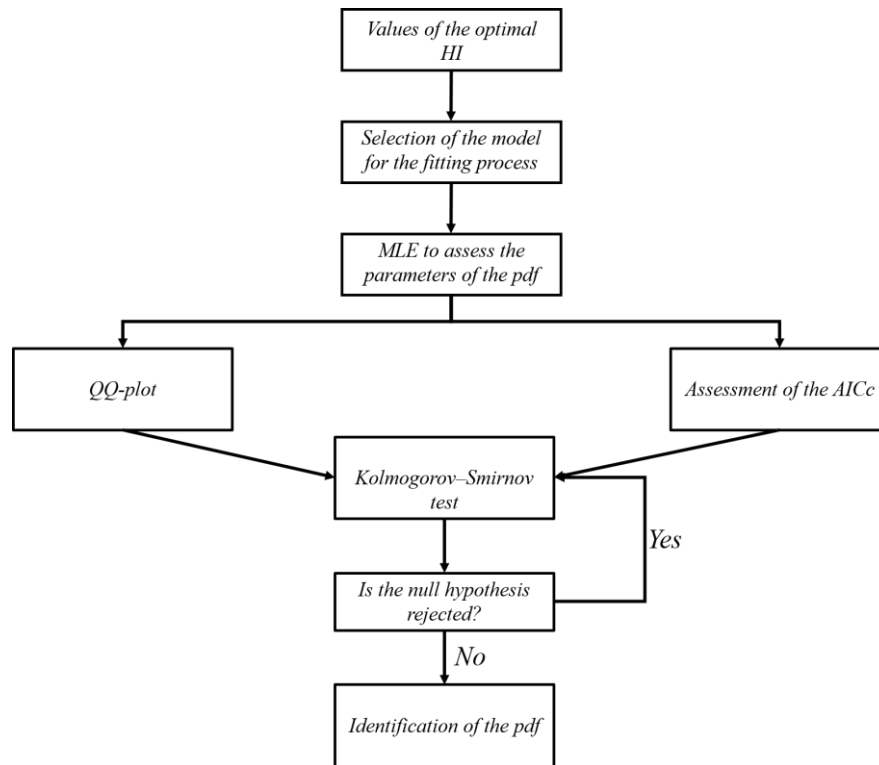 Values of the optimal
HI
Selection of the model
for the fitting process
MLE to assess the
parameters of the pdf
QQ-plot
Assessment of the AICc
Kolmogorov–Smirnov
test
Yes
Is the null hypothesis
rejected?
No
Identification of the pdf